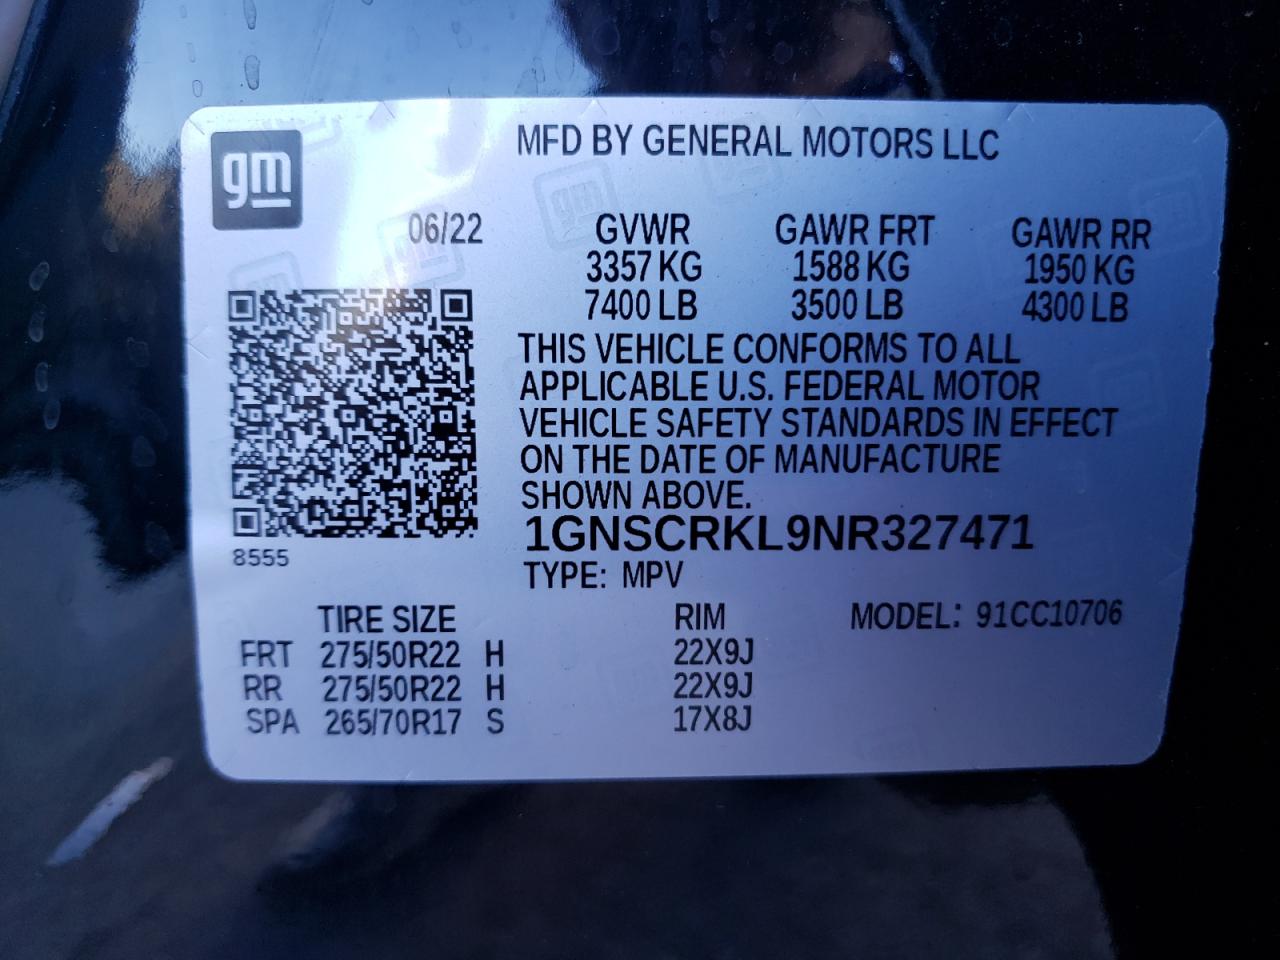 gm
MFD BY GENERAL MOTORS LLC
06/22 GVWR GAWR FRT GAWR RR
3357 KG 1588 KG 1950 KG
7400 LB 3500 LB 4300 LB
THIS VEHICLE CONFORMS TO ALL
APPLICABLE U.S. FEDERAL MOTOR
VEHICLE SAFETY STANDARDS IN EFFECT
ON THE DATE OF MANUFACTURE
SHOWN ABOVE.
1GNSCRKL9NR327471
8555
TYPE: MPV
TIRE SIZE RIM MODEL: 91CC10706
FRT 275/50R22 H 22X9J
RR 275/50R22 H 22X9J
SPA 265/70R17 S 17X8J